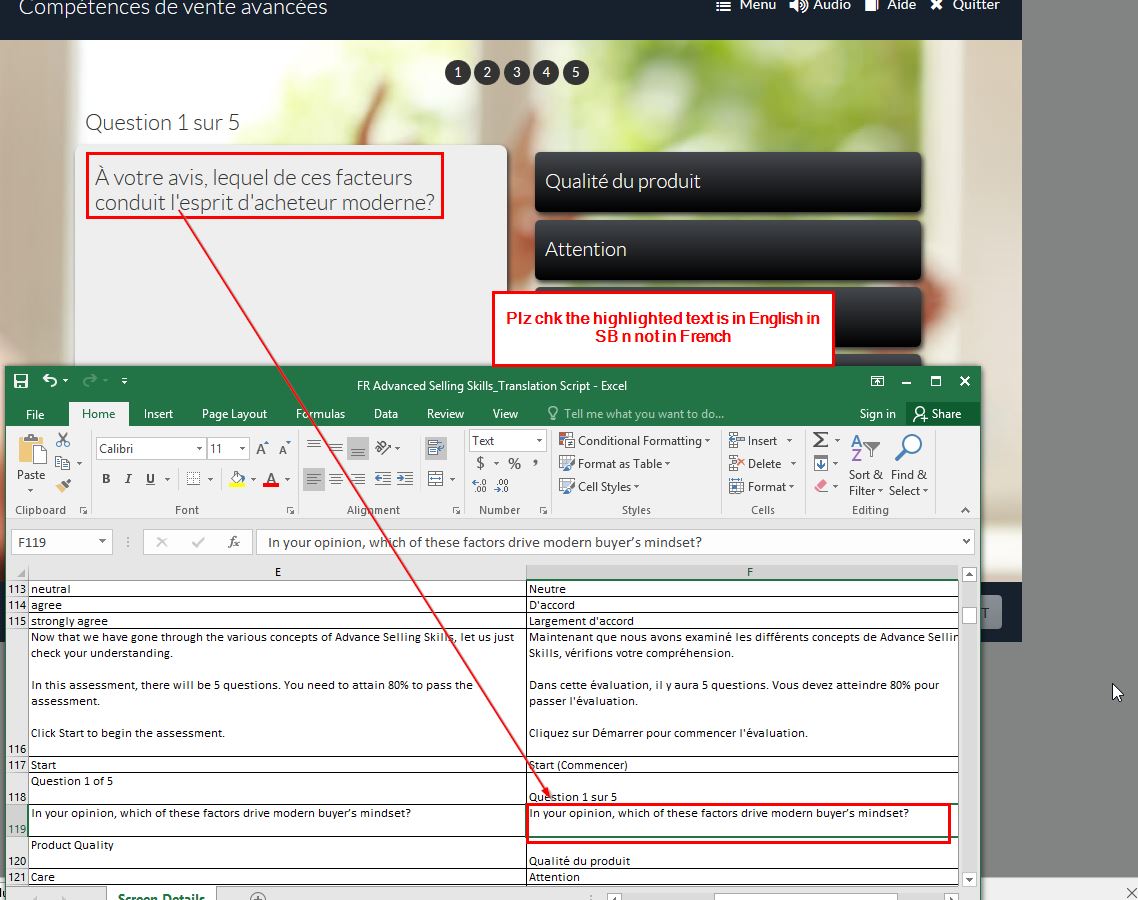 Compétences de vente avancées
Menu Audio Aide Quitter
1 2 3 4 5
Question 1 sur 5
À votre avis, lequel de ces facteurs
conduit l'esprit d'acheteur moderne?
Qualité du produit
Attention
Plz chk the highlighted text is in English in
SB n not in French
FR Advanced Selling Skills_Translation Script - Excel
File Home Insert Page Layout Formulas Data Review View Tell me what you want to do... Sign in Share
Paste
Calibri 11
B I U
Text
$ % ,
Conditional Formatting
Format as Table
Cell Styles
Insert
Delete
Format
Sort &
Filter
Find &
Select
Clipboard Font Alignment Number Styles Cells Editing
F119 fx In your opinion, which of these factors drive modern buyer’s mindset?
E F
113 neutral Neutre
114 agree D'accord
115 strongly agree Largement d'accord
Now that we have gone through the various concepts of Advance Selling Skills, let us just
check your understanding.
In this assessment, there will be 5 questions. You need to attain 80% to pass the
assessment.
Click Start to begin the assessment.
Maintenant que nous avons examiné les différents concepts de Advance Sellin
Skills, vérifions votre compréhension.
Dans cette évaluation, il y aura 5 questions. Vous devez atteindre 80% pour
passer l'évaluation.
Cliquez sur Démarrer pour commencer l'évaluation.
116
117 Start Start (Commencer)
Question 1 of 5
118 Question 1 sur 5
In your opinion, which of these factors drive modern buyer’s mindset? In your opinion, which of these factors drive modern buyer’s mindset?
119
Product Quality
120 Qualité du produit
121 Care Attention
Screen Details